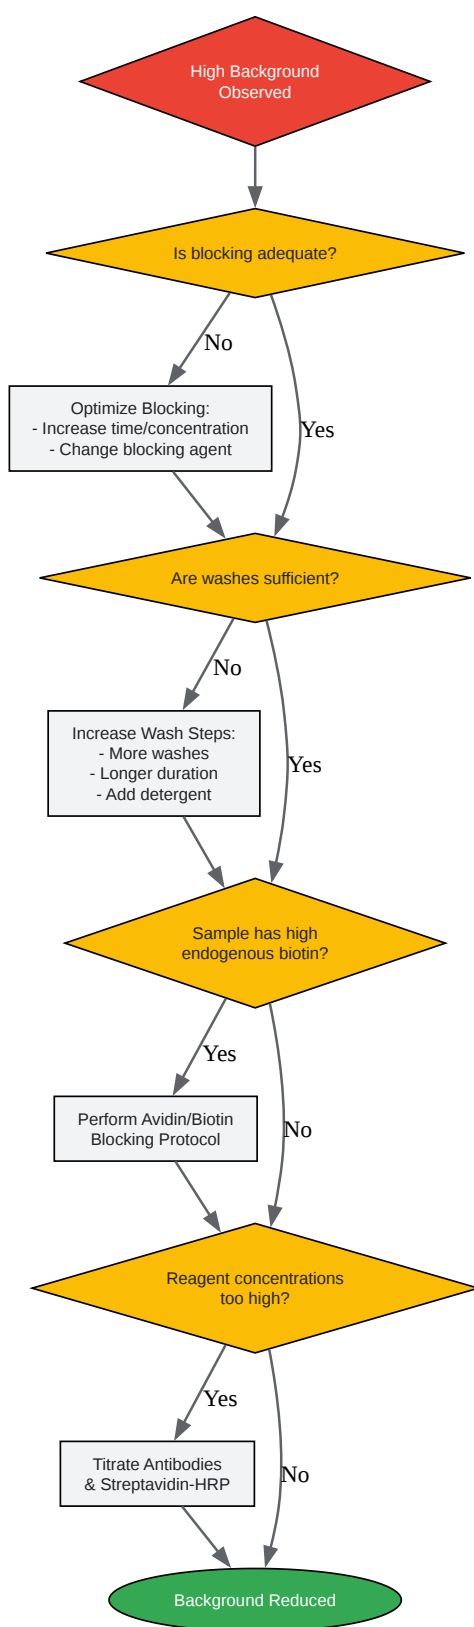 High Background
Observed
Is blocking adequate?
No
Optimize Blocking:
- Increase time/concentration
- Change blocking agent
Yes
Are washes sufficient?
No
Increase Wash Steps:
- More washes
- Longer duration
- Add detergent
Yes
Sample has high
endogenous biotin?
Yes
Perform Avidin/Biotin
Blocking Protocol
No
Reagent concentrations
too high?
Yes
Titrate Antibodies
& Streptavidin-HRP
No
Background Reduced